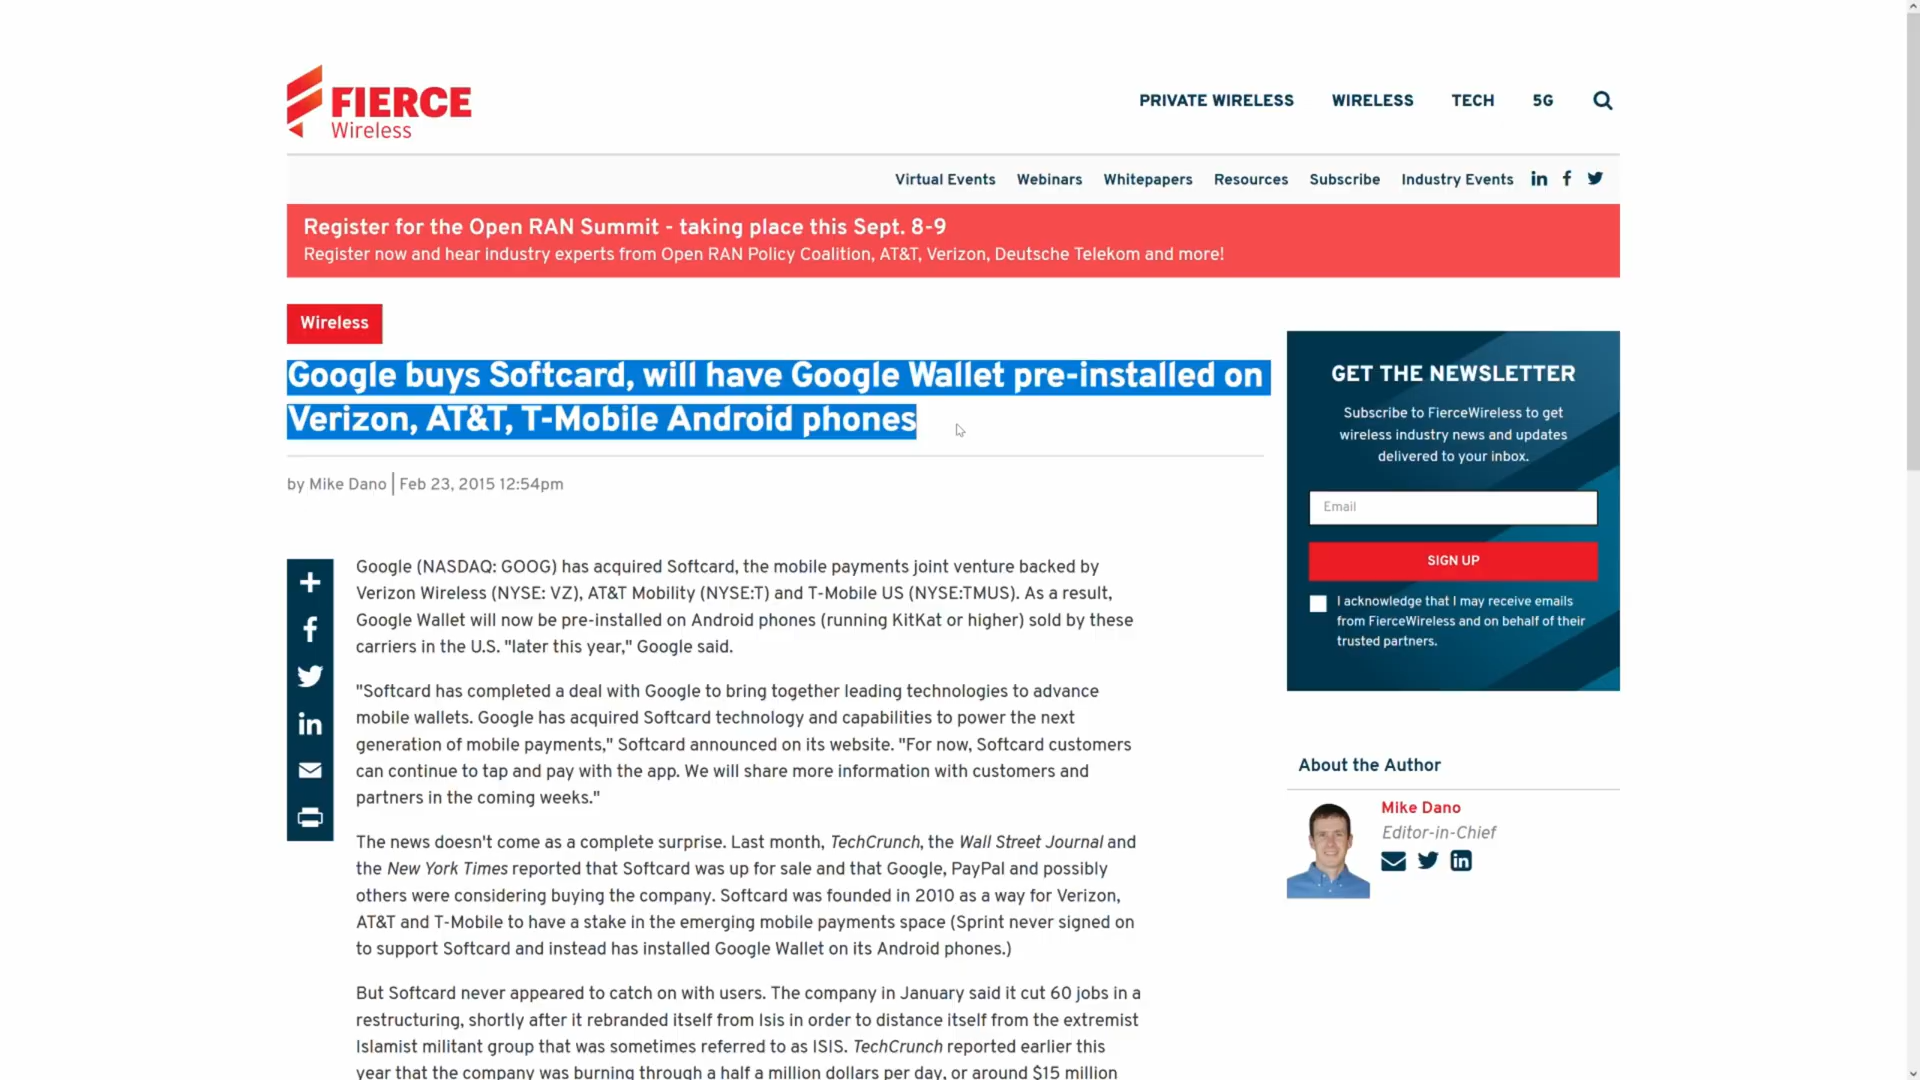 FIERCE
Wireless
PRIVATE WIRELESS WIRELESS TECH 5G
Virtual Events Webinars Whitepapers Resources Subscribe Industry Events
Register for the Open RAN Summit - taking place this Sept. 8-9
Register now and hear industry experts from Open RAN Policy Coalition, AT&T, Verizon, Deutsche Telekom and more!
Wireless
Google buys Softcard, will have Google Wallet pre-installed on
Verizon, AT&T, T-Mobile Android phones
by Mike Dano | Feb 23, 2015 12:54pm
Google (NASDAQ: GOOG) has acquired Softcard, the mobile payments joint venture backed by
Verizon Wireless (NYSE: VZ), AT&T Mobility (NYSE:T) and T-Mobile US (NYSE:TMUS). As a result,
Google Wallet will now be pre-installed on Android phones (running KitKat or higher) sold by these
carriers in the U.S. "later this year," Google said.
"Softcard has completed a deal with Google to bring together leading technologies to advance
mobile wallets. Google has acquired Softcard technology and capabilities to power the next
generation of mobile payments," Softcard announced on its website. "For now, Softcard customers
can continue to tap and pay with the app. We will share more information with customers and
partners in the coming weeks."
The news doesn't come as a complete surprise. Last month, TechCrunch, the Wall Street Journal and
the New York Times reported that Softcard was up for sale and that Google, PayPal and possibly
others were considering buying the company. Softcard was founded in 2010 as a way for Verizon,
AT&T and T-Mobile to have a stake in the emerging mobile payments space (Sprint never signed on
to support Softcard and instead has installed Google Wallet on its Android phones.)
But Softcard never appeared to catch on with users. The company in January said it cut 60 jobs in a
restructuring, shortly after it rebranded itself from Isis in order to distance itself from the extremist
Islamist militant group that was sometimes referred to as ISIS. TechCrunch reported earlier this
year that the company was burning through a half a million dollars per day, or around $15 million
GET THE NEWSLETTER
Subscribe to FierceWireless to get
wireless industry news and updates
delivered to your inbox.
Email
SIGN UP
I acknowledge that I may receive emails
from FierceWireless and on behalf of their
trusted partners.
About the Author
Mike Dano
Editor-in-Chief